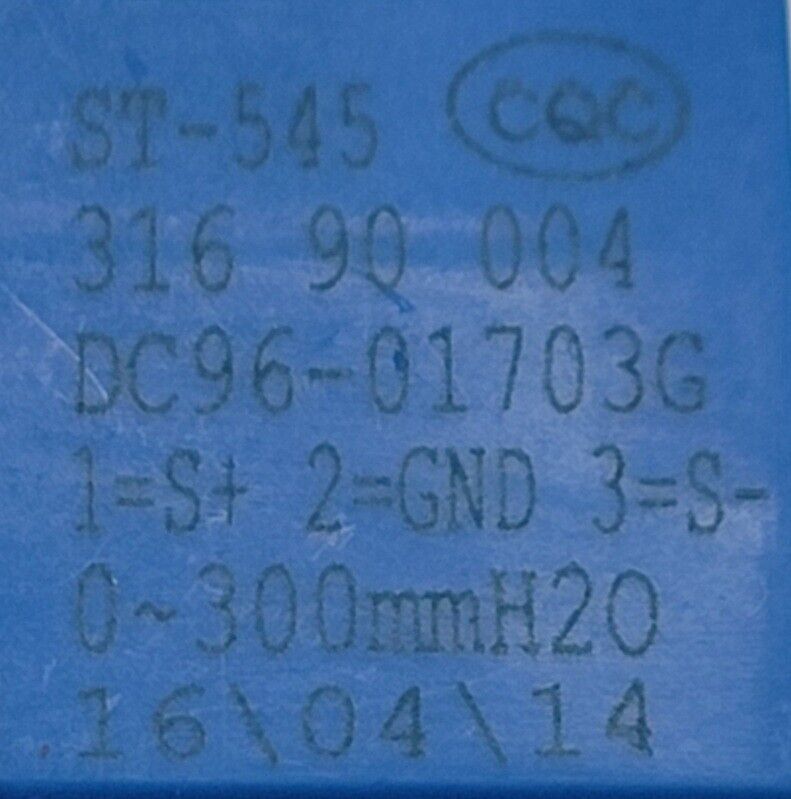 ST-545 CQC
316 90 004
DC96-01703G
1=S+ 2=GND 3=S-
0~300mmH2O
16\04\14